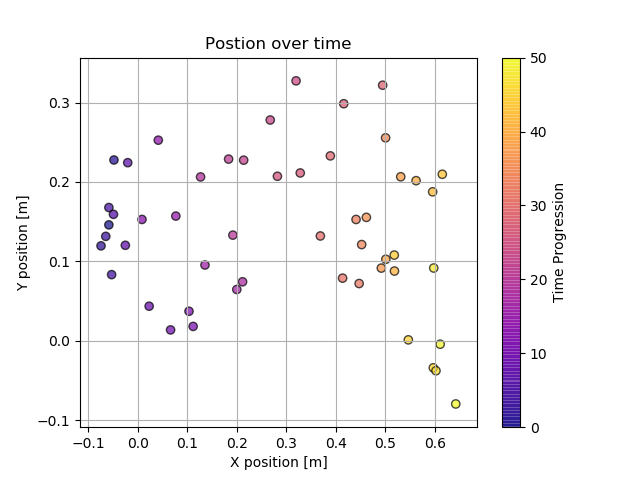 Postion over time
Y position [m]
0.3
0.2
0.1
0.0
−0.1
−0.1 0.0 0.1 0.2 0.3 0.4 0.5 0.6
X position [m]
50
40
30
20
10
0
Time Progression